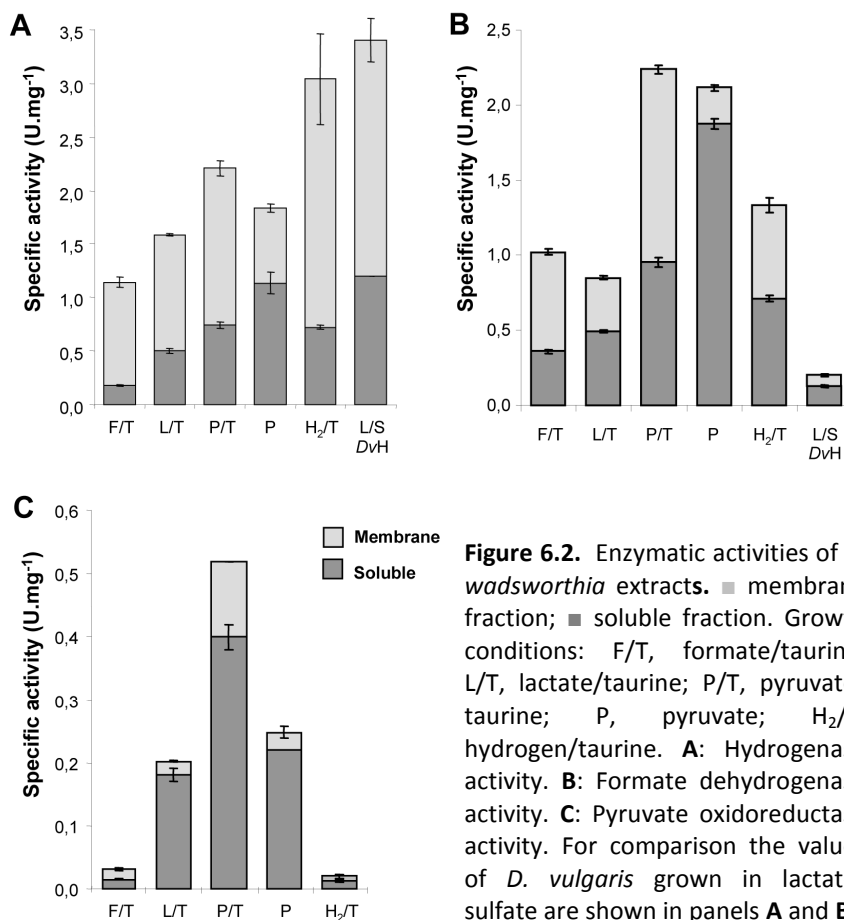 A
Specific activity (U.mg⁻¹)
3,5
3,0
2,5
2,0
1,5
1,0
0,5
0,0
F/T L/T P/T P H₂/T L/S
DvH
B
Specific activity (U.mg⁻¹)
2,5
2,0
1,5
1,0
0,5
0,0
F/T L/T P/T P H₂/T L/S
DvH
C
Specific activity (U.mg⁻¹)
0,6
0,5
0,4
0,3
0,2
0,1
0,0
F/T L/T P/T P H₂/T
Membrane
Soluble
Figure 6.2. Enzymatic activities of
wadsworthia extracts. membran
fraction; soluble fraction. Growt
conditions: F/T, formate/taurin
L/T, lactate/taurine; P/T, pyruvat
taurine; P, pyruvate; H₂/
hydrogen/taurine. A: Hydrogena
activity. B: Formate dehydrogena
activity. C: Pyruvate oxidoreducta
activity. For comparison the valu
of D. vulgaris grown in lactat
sulfate are shown in panels A and B